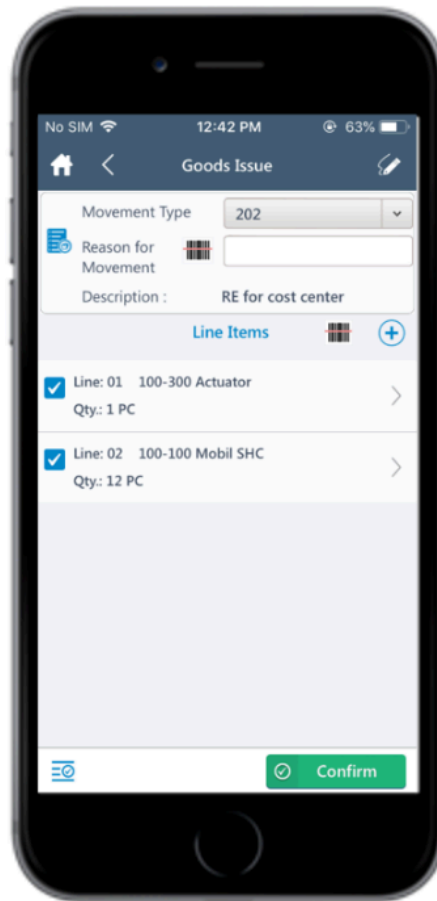 No SIM 12:42 PM 63%
Goods Issue
Movement Type 202
Reason for
Movement
Description : RE for cost center
Line Items
Line: 01 100-300 Actuator
Qty.: 1 PC
Line: 02 100-100 Mobil SHC
Qty.: 12 PC
Confirm